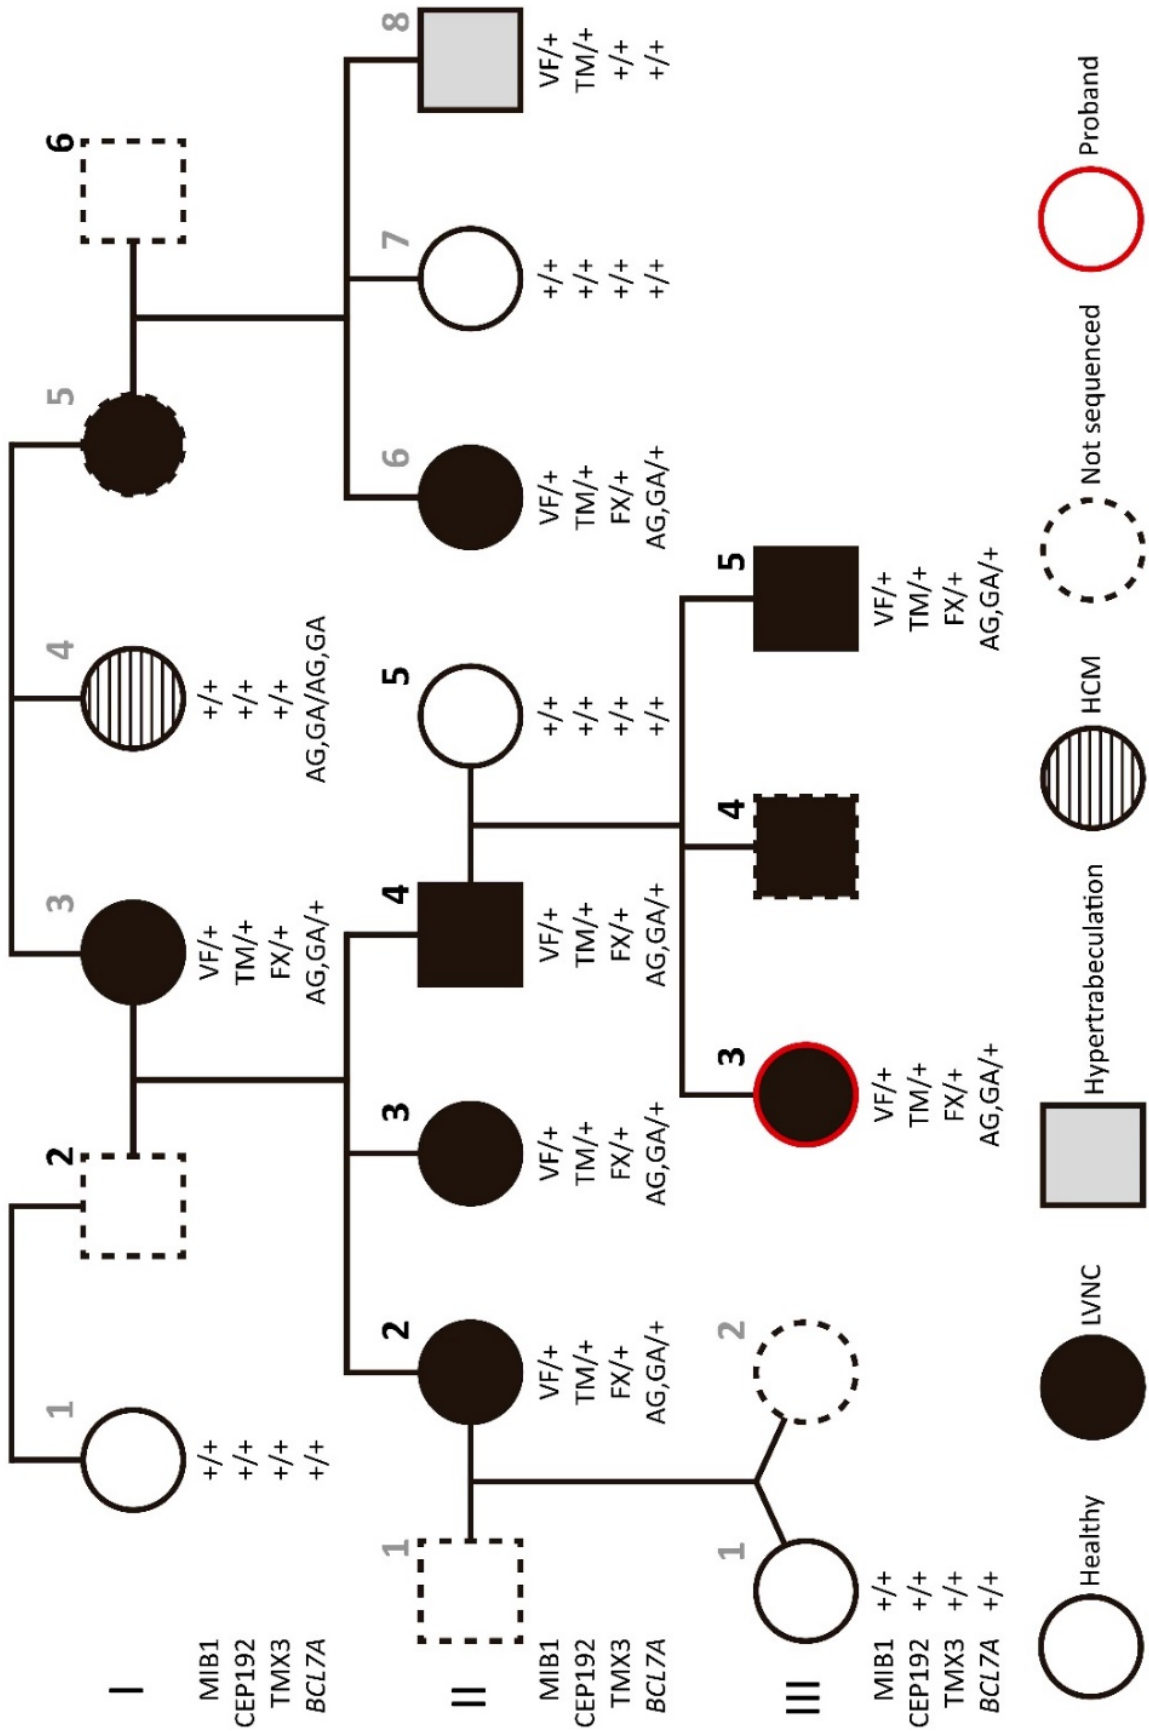 I
1
2
3
4
5
6
MIB1 +/+ VF/+ +/+
CEP192 +/+ TM/+ +/+
TMX3 +/+ FX/+ +/+
BCL7A +/+ AG,GA/+ AG,GA/AG,GA
II
1
2
3
4
5
6
7
8
MIB1 VF/+ VF/+ VF/+ +/+ VF/+ +/+ VF/+
CEP192 TM/+ TM/+ TM/+ +/+ TM/+ +/+ TM/+
TMX3 FX/+ FX/+ FX/+ +/+ FX/+ +/+ +/+
BCL7A AG,GA/+ AG,GA/+ AG,GA/+ +/+ AG,GA/+ +/+ +/+
III
1
2
3
4
5
MIB1 +/+ VF/+ VF/+
CEP192 +/+ TM/+ TM/+
TMX3 +/+ FX/+ FX/+
BCL7A +/+ AG,GA/+ AG,GA/+
Healthy
LVNC
Hypertrabeculation
HCM
Not sequenced
Proband